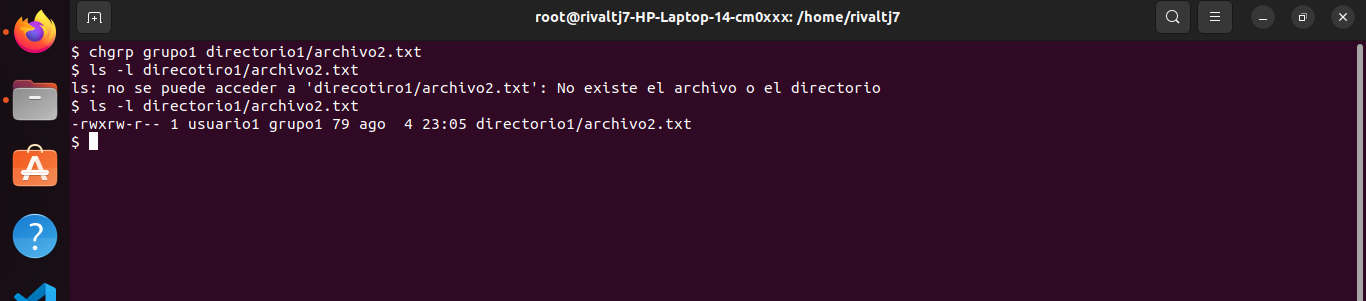 root@rivaltj7-HP-Laptop-14-cm0xxx: /home/rivaltj7
$ chgrp grupo1 directorio1/archivo2.txt
$ ls -l direcotiro1/archivo2.txt
ls: no se puede acceder a 'direcotiro1/archivo2.txt': No existe el archivo o el directorio
$ ls -l directorio1/archivo2.txt
-rwxrw-r-- 1 usuario1 grupo1 79 ago  4 23:05 directorio1/archivo2.txt
$